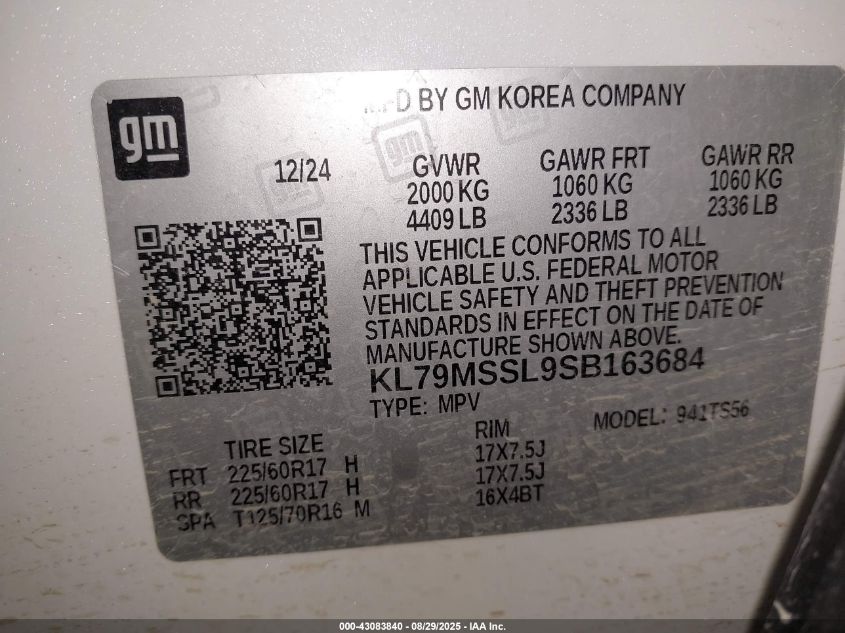 gm
MFD BY GM KOREA COMPANY
12/24
GVWR GAWR FRT GAWR RR
2000 KG 1060 KG 1060 KG
4409 LB 2336 LB 2336 LB
THIS VEHICLE CONFORMS TO ALL
APPLICABLE U.S. FEDERAL MOTOR
VEHICLE SAFETY AND THEFT PREVENTION
STANDARDS IN EFFECT ON THE DATE OF
MANUFACTURE SHOWN ABOVE.
KL79MSSL9SB163684
TYPE: MPV MODEL: 941TS56
TIRE SIZE RIM
FRT 225/60R17 H 17X7.5J
RR 225/60R17 H 17X7.5J
SPA T125/70R16 M 16X4BT
000-43083840 - 08/29/2025 - IAA Inc.